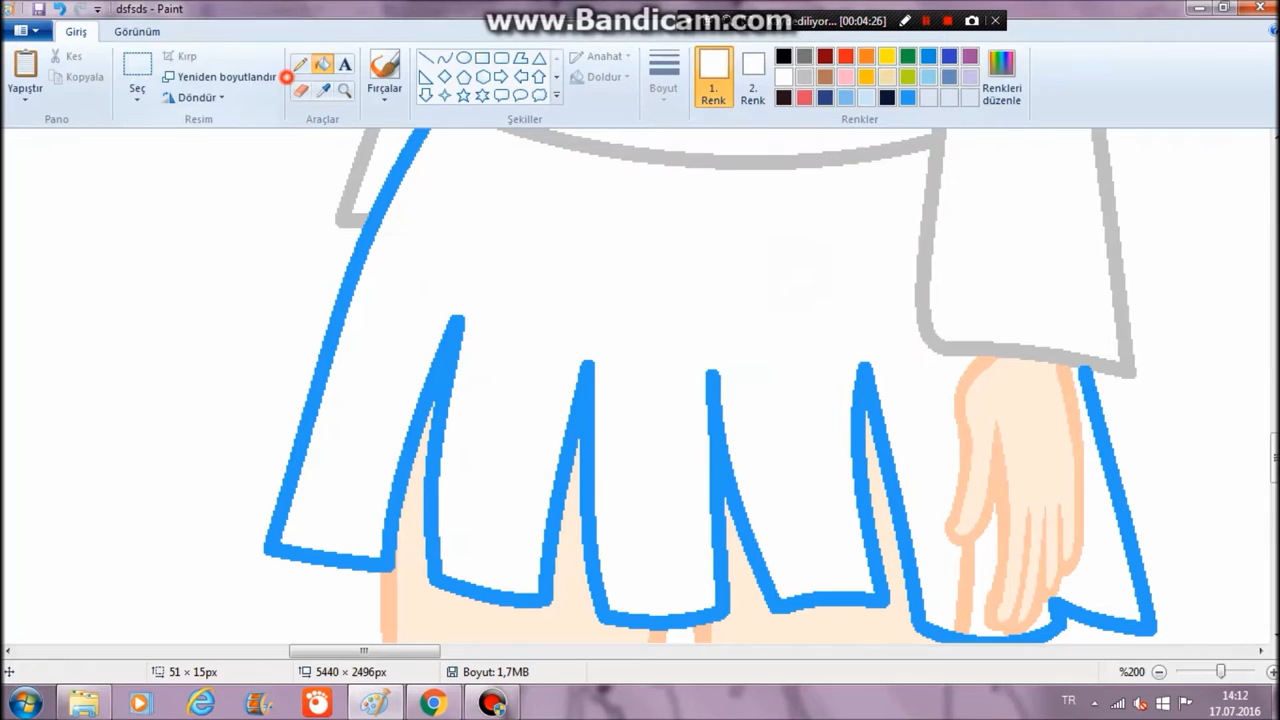 dsfsds - Paint
www.Bandicam.com
ediliyor... [00:04:26]
Giriş
Görünüm
Yapıştır
Kes
Kopyala
Pano
Seç
Kırp
Yeniden boyutlandır
Döndür
Resim
A
Araçlar
Fırçalar
Anahat
Doldur
Şekiller
Boyut
1.
Renk
2.
Renk
Renkler
Renkleri
düzenle
51 × 15px
5440 × 2496px
Boyut: 1,7MB
%200
TR
14:12
17.07.2016